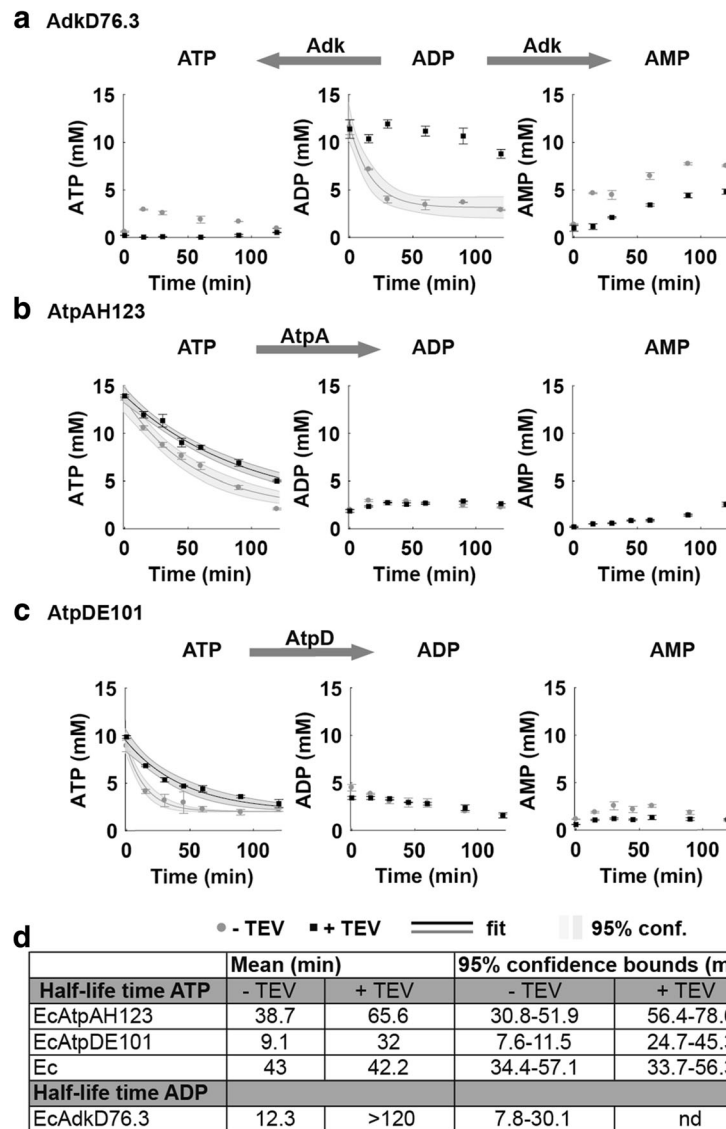 a AdkD76.3
ATP Adk ADP Adk AMP
15 15 15
10 10 10
5 5 5
0 0 0
ATP (mM) ADP (mM) AMP (mM)
0 50 100 0 50 100 0 50 100
Time (min) Time (min) Time (min)
b AtpAH123
ATP AtpA ADP AMP
15 15 15
10 10 10
5 5 5
0 0 0
ATP (mM) ADP (mM) AMP (mM)
0 50 100 0 50 100 0 50 100
Time (min) Time (min) Time (min)
c AtpDE101
ATP AtpD ADP AMP
15 15 15
10 10 10
5 5 5
0 0 0
ATP (mM) ADP (mM) AMP (mM)
0 50 100 0 50 100 0 50 100
Time (min) Time (min) Time (min)
- TEV + TEV fit 95% conf.
d
Mean (min) 95% confidence bounds (m
Half-life time ATP - TEV + TEV - TEV + TEV
EcAtpAH123 38.7 65.6 30.8-51.9 56.4-78.
EcAtpDE101 9.1 32 7.6-11.5 24.7-45.
Ec 43 42.2 34.4-57.1 33.7-56.
Half-life time ADP
EcAdkD76.3 12.3 >120 7.8-30.1 nd